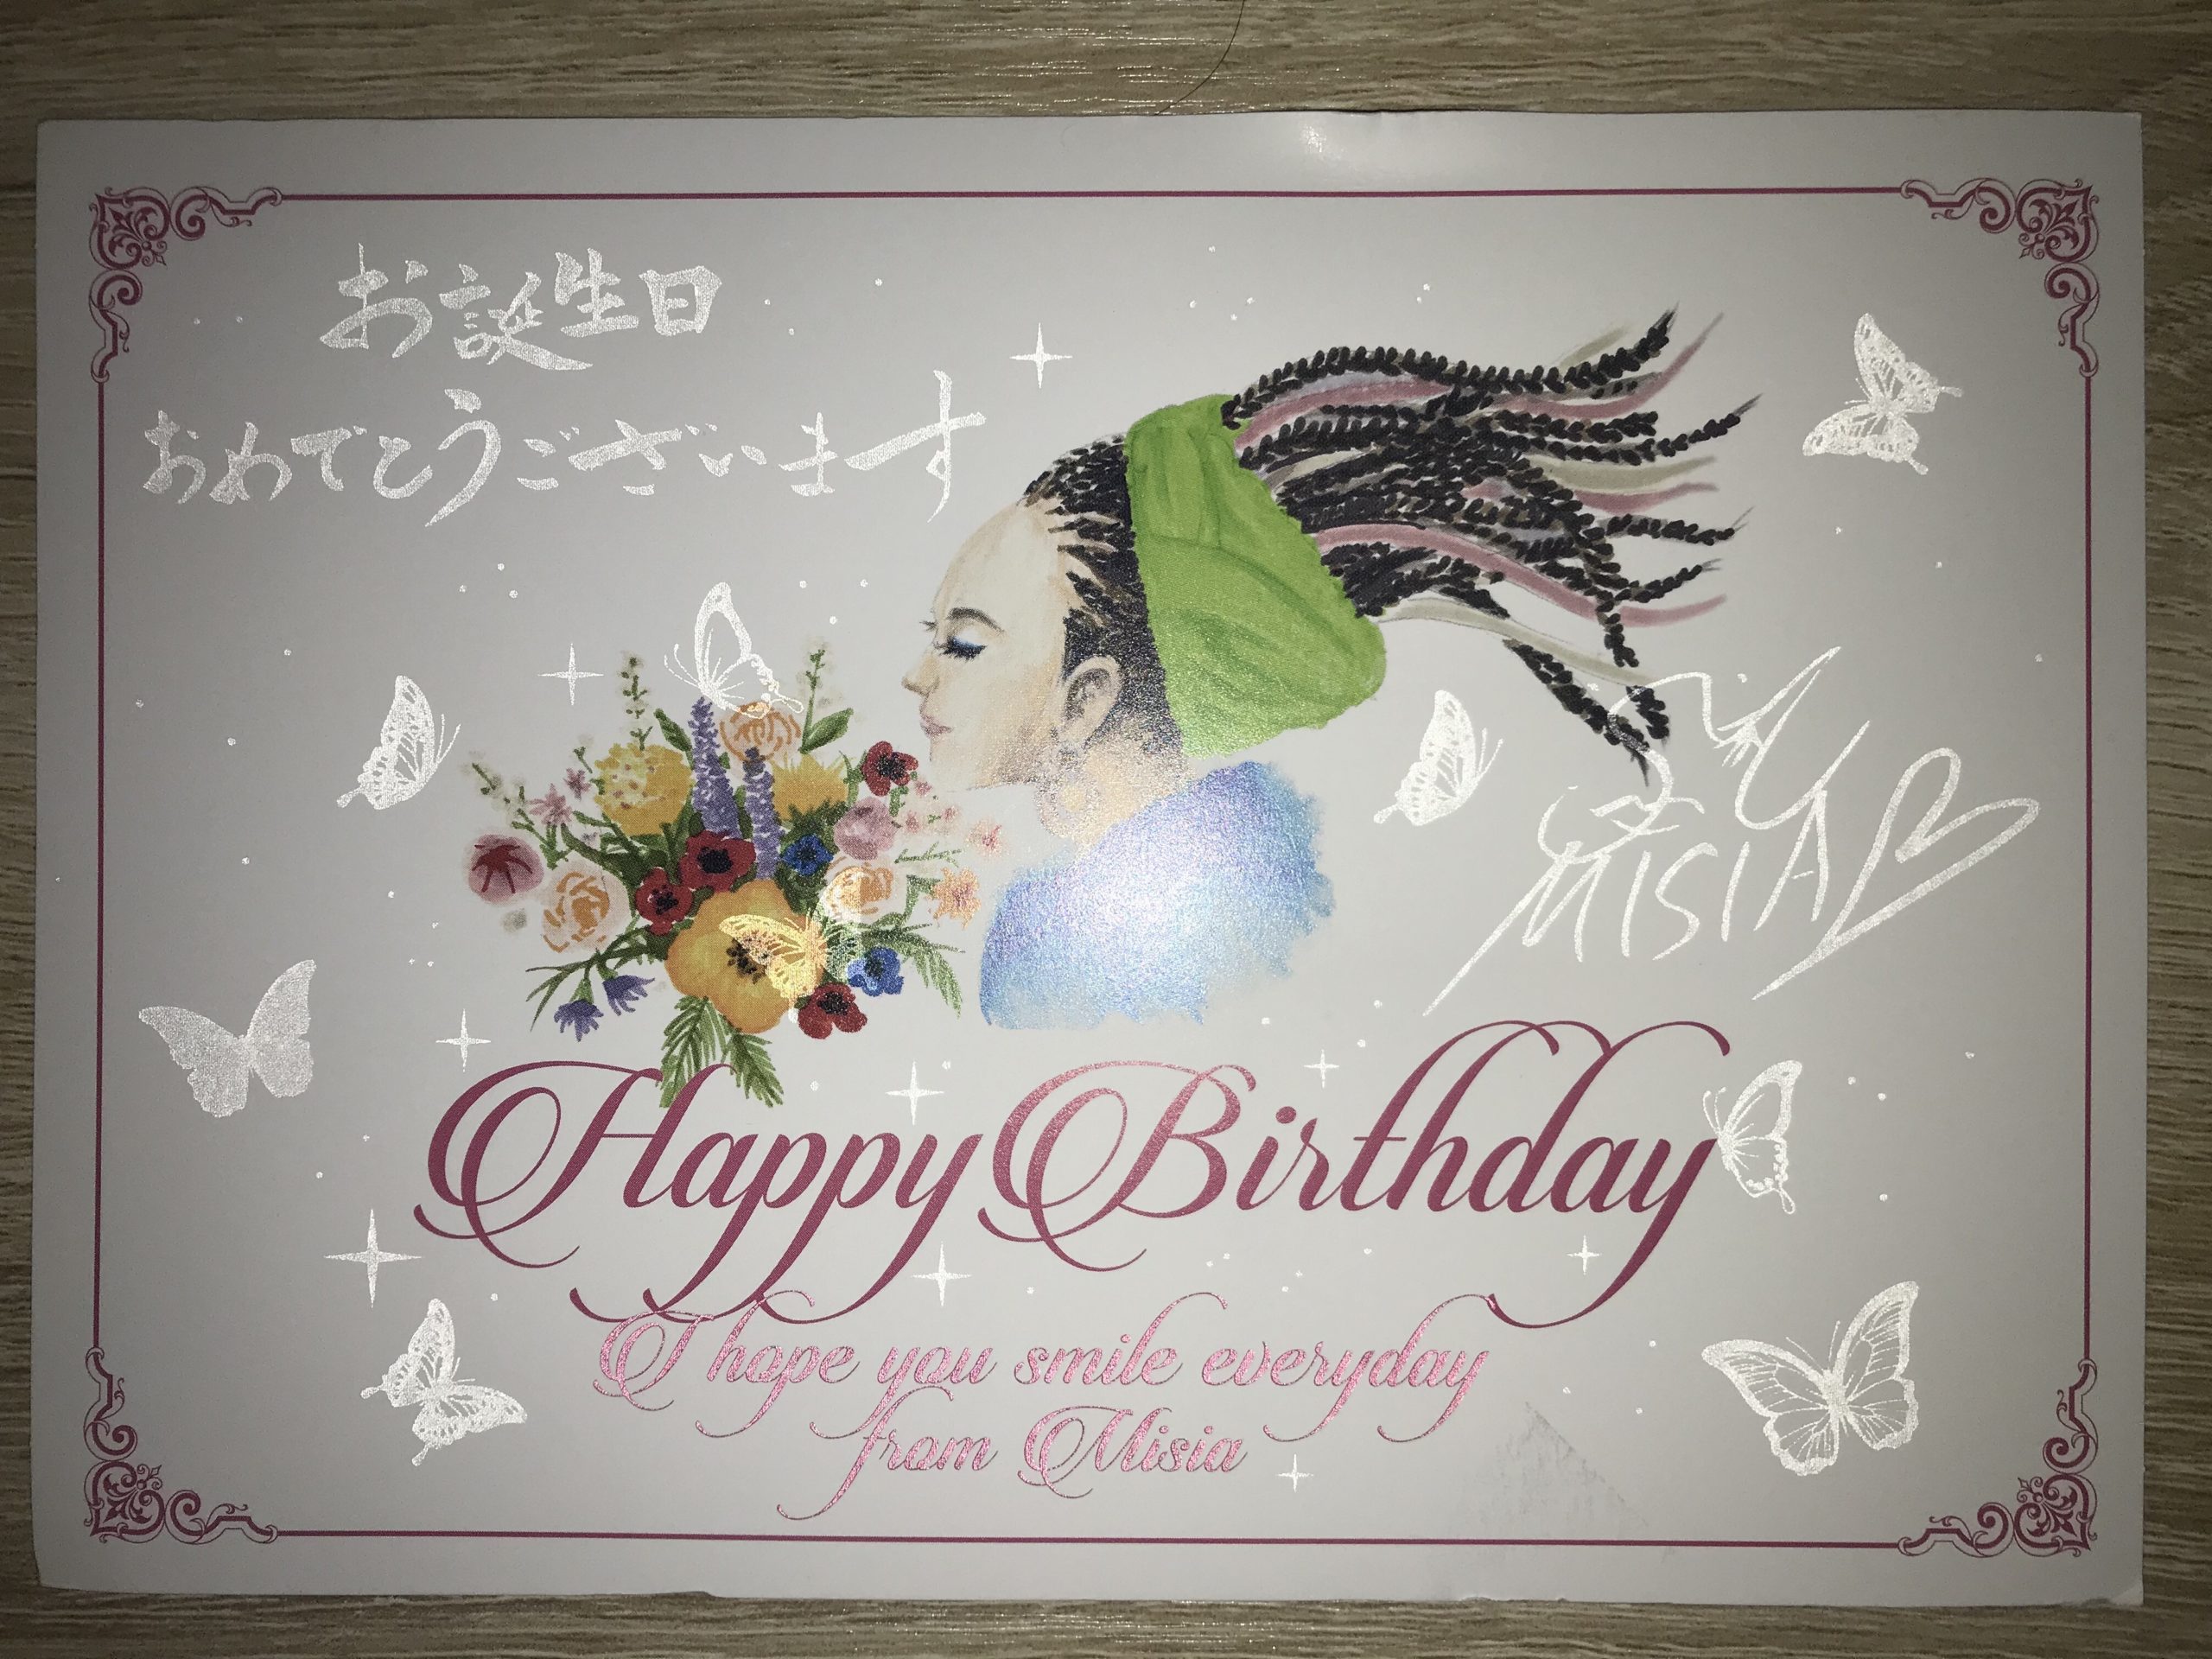 お誕生日
おめでとうございます
MISIA
Happy Birthday
I hope you smile everyday
from Misia